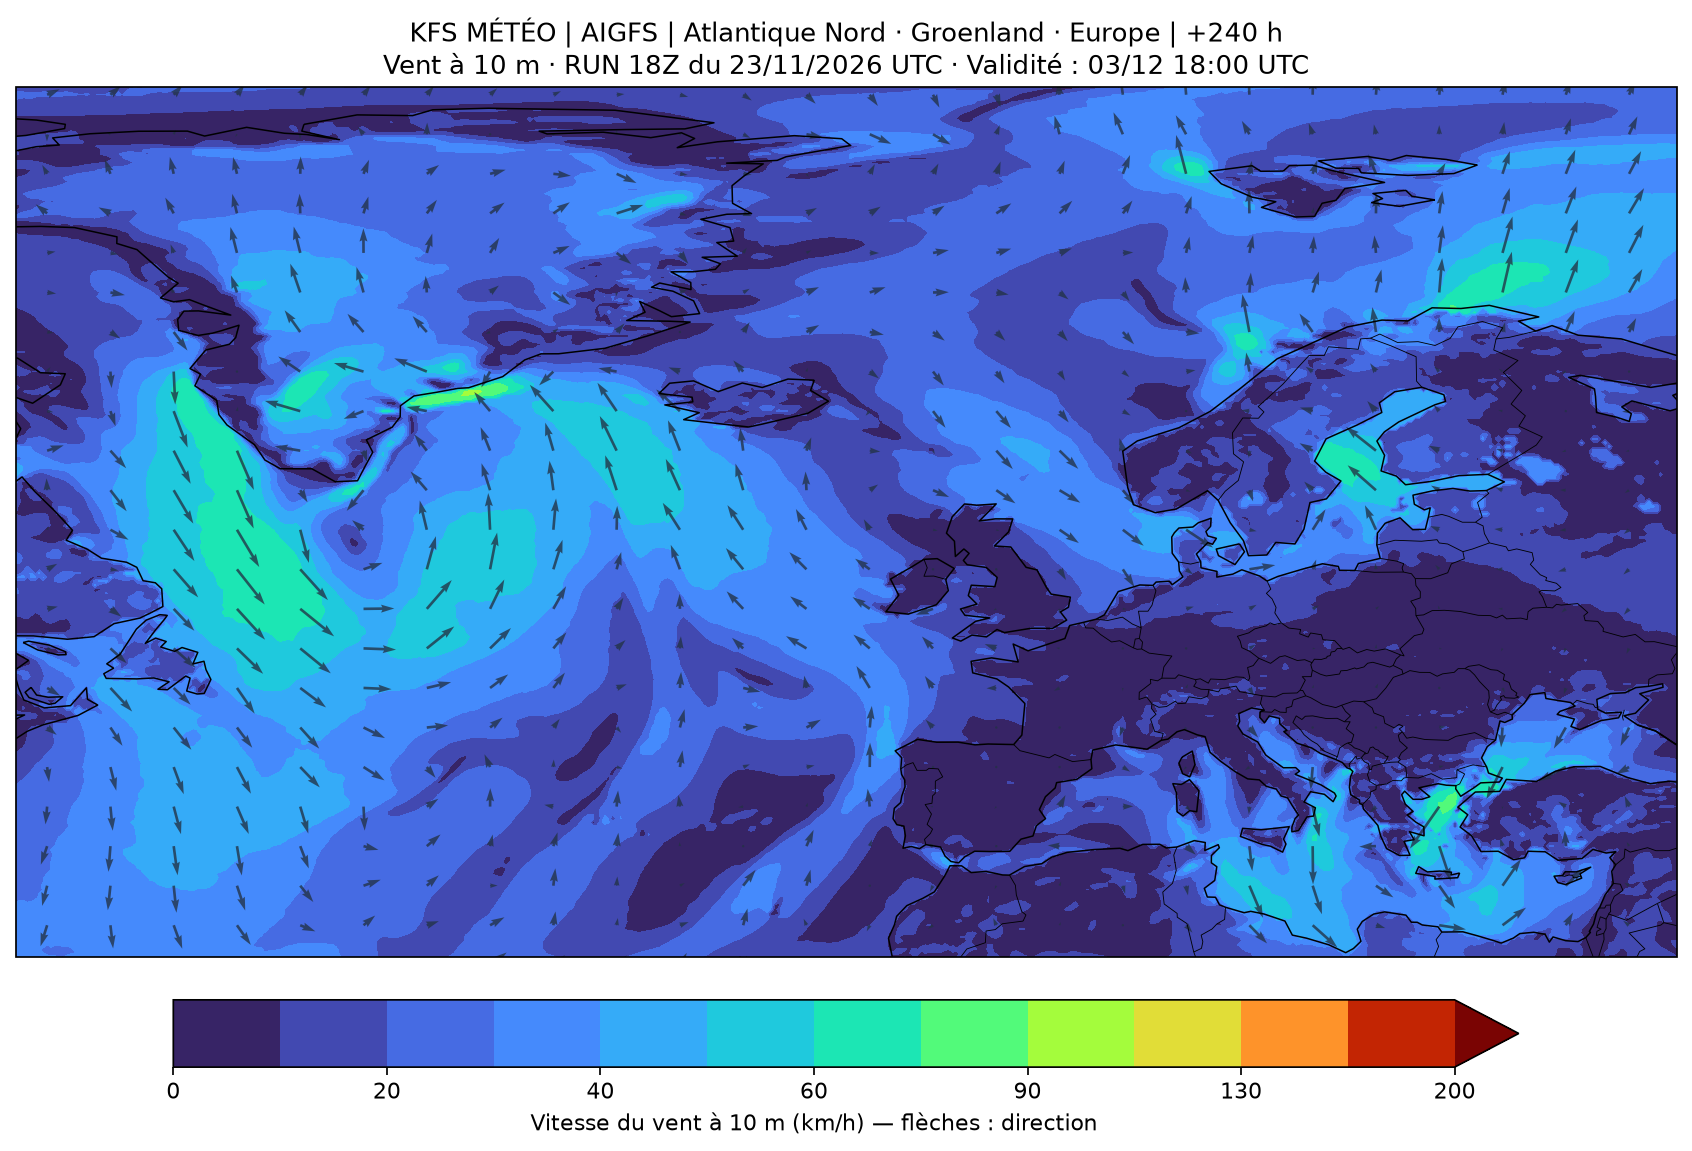 KFS MÉTÉO | AIGFS | Atlantique Nord · Groenland · Europe | +240 h
Vent à 10 m · RUN 18Z du 23/11/2026 UTC · Validité : 03/12 18:00 UTC
0 20 40 60 90 130 200
Vitesse du vent à 10 m (km/h) — flèches : direction